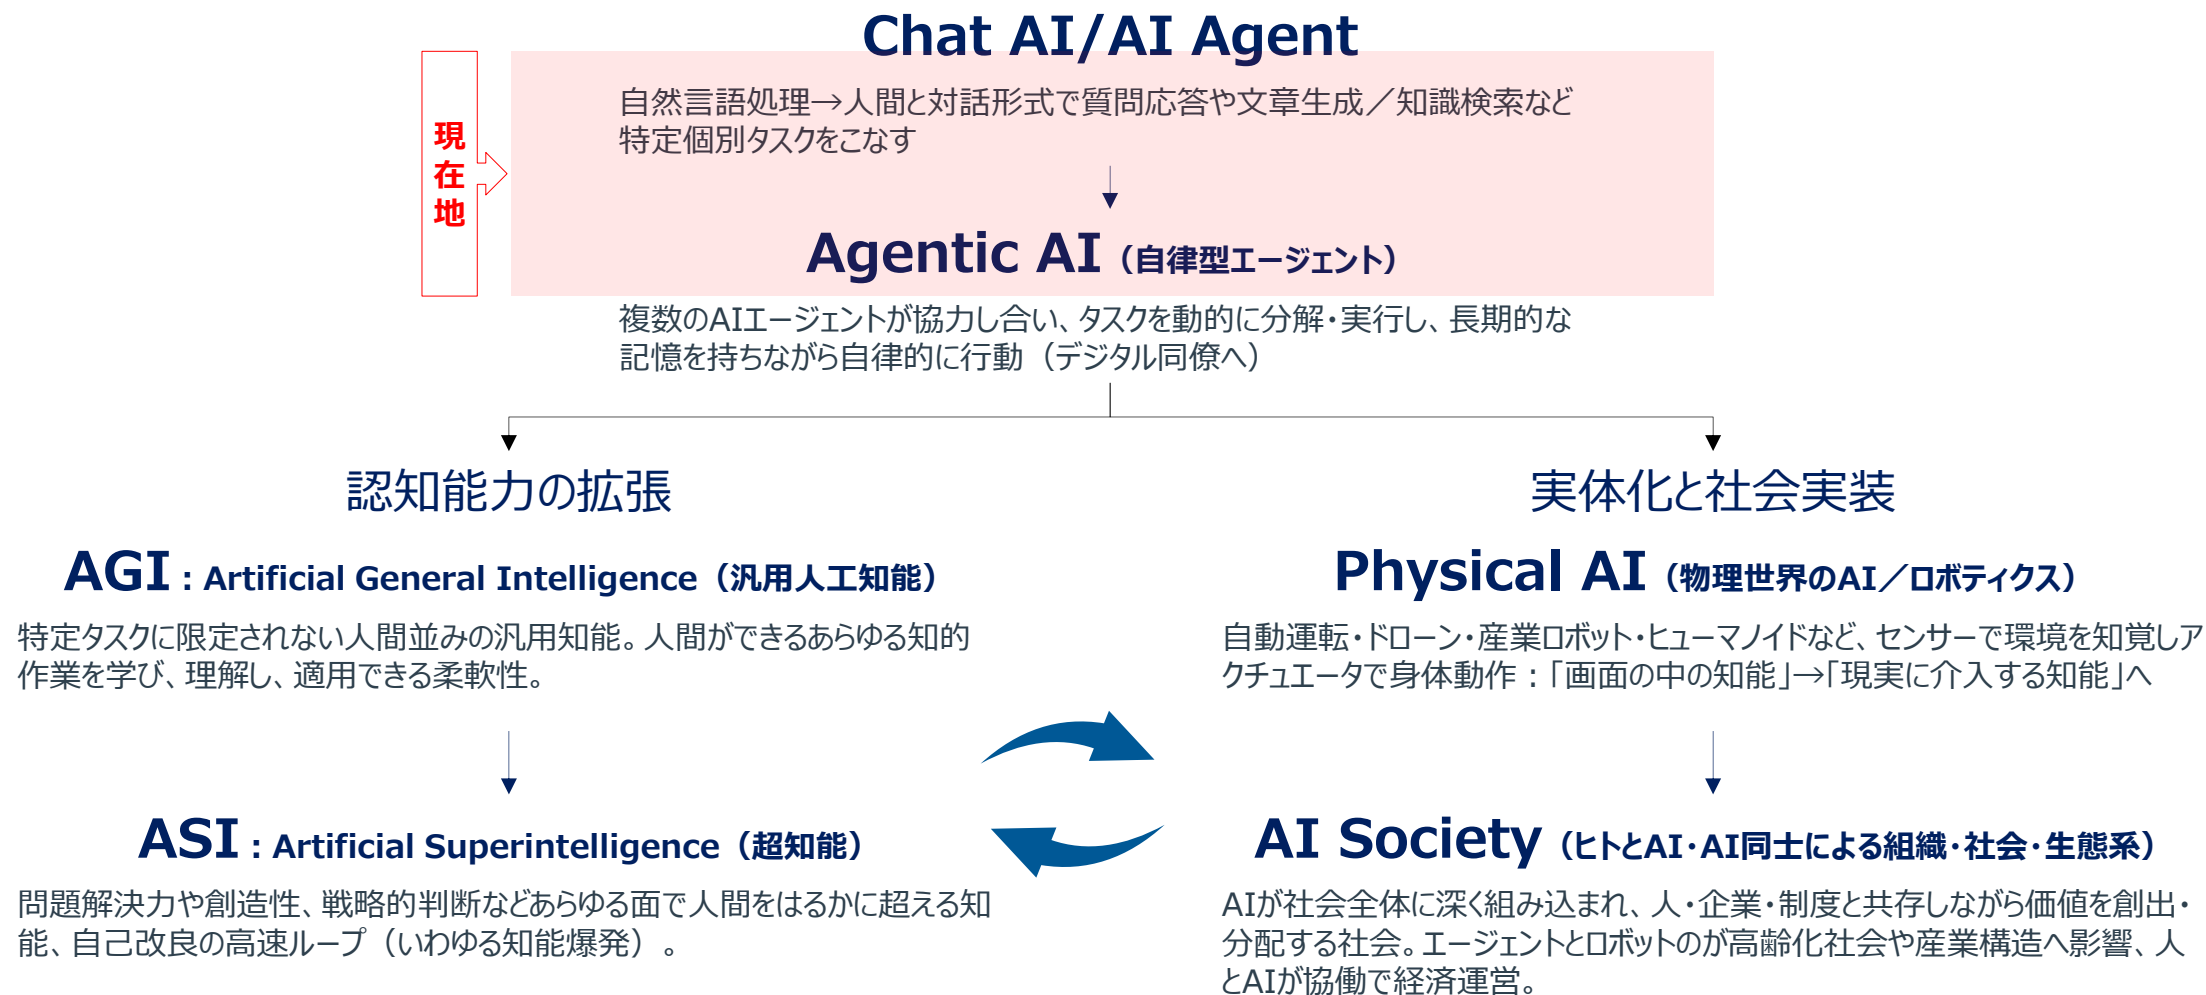 Chat AI/AI Agent
自然言語処理→人間と対話形式で質問応答や文章生成／知識検索など
特定個別タスクをこなす
現在地
Agentic AI（自律型エージェント）
複数のAIエージェントが協力し合い、タスクを動的に分解・実行し、長期的な
記憶を持ちながら自律的に行動（デジタル同僚へ）
認知能力の拡張
AGI：Artificial General Intelligence（汎用人工知能）
特定タスクに限定されない人間並みの汎用知能。人間ができるあらゆる知的
作業を学び、理解し、適用できる柔軟性。
ASI：Artificial Superintelligence（超知能）
問題解決力や創造性、戦略的判断などあらゆる面で人間をはるかに超える知
能、自己改良の高速ループ（いわゆる知能爆発）。
実体化と社会実装
Physical AI（物理世界のAI／ロボティクス）
自動運転・ドローン・産業ロボット・ヒューマノイドなど、センサーで環境を知覚しア
クチュエータで身体動作：「画面の中の知能」→「現実に介入する知能」へ
AI Society（ヒトとAI・AI同士による組織・社会・生態系）
AIが社会全体に深く組み込まれ、人・企業・制度と共存しながら価値を創出・
分配する社会。エージェントとロボットのが高齢化社会や産業構造へ影響、人
とAIが協働で経済運営。